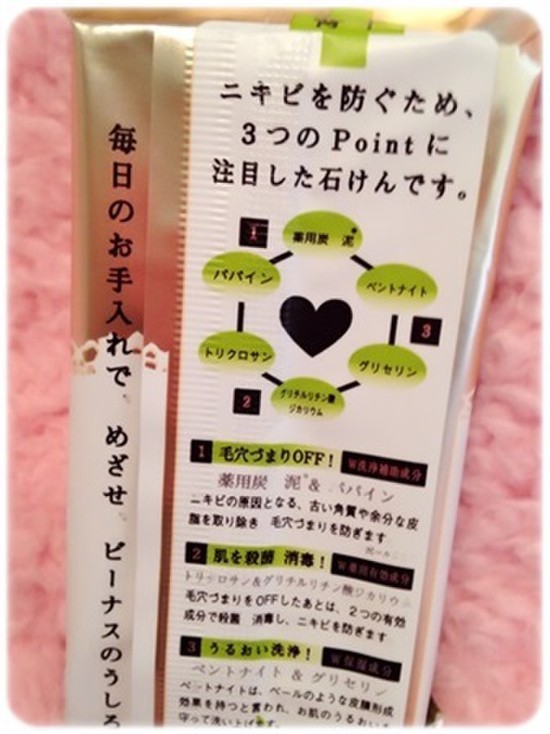 毎日のお手入れで、めざせ。ビーナスのうしろ
ニキビを防ぐため、
3つのPointに
注目した石けんです。
1
薬用炭 泥*
パパイン
ベントナイト
3
トリクロサン
グリセリン
2
グリチルリチン酸
ジカリウム
1 毛穴づまりOFF! W洗浄補助成分
薬用炭 泥*& パパイン
ニキビの原因となる、古い角質や余分な皮
脂を取り除き 毛穴づまりを防ぎます
2 肌を殺菌 消毒! W薬用有効成分
トリクロサン&グリチルリチン酸ジカリウム
毛穴づまりをOFFしたあとは、2つの有効
成分で殺菌 消毒し、ニキビを防ぎます
3 うるおい洗浄! W保湿成分
ベントナイト & グリセリン
ベントナイトは、ベールのような皮膜形成
効果を持つと言われ、お肌のうるおいを
守って洗い上げます。